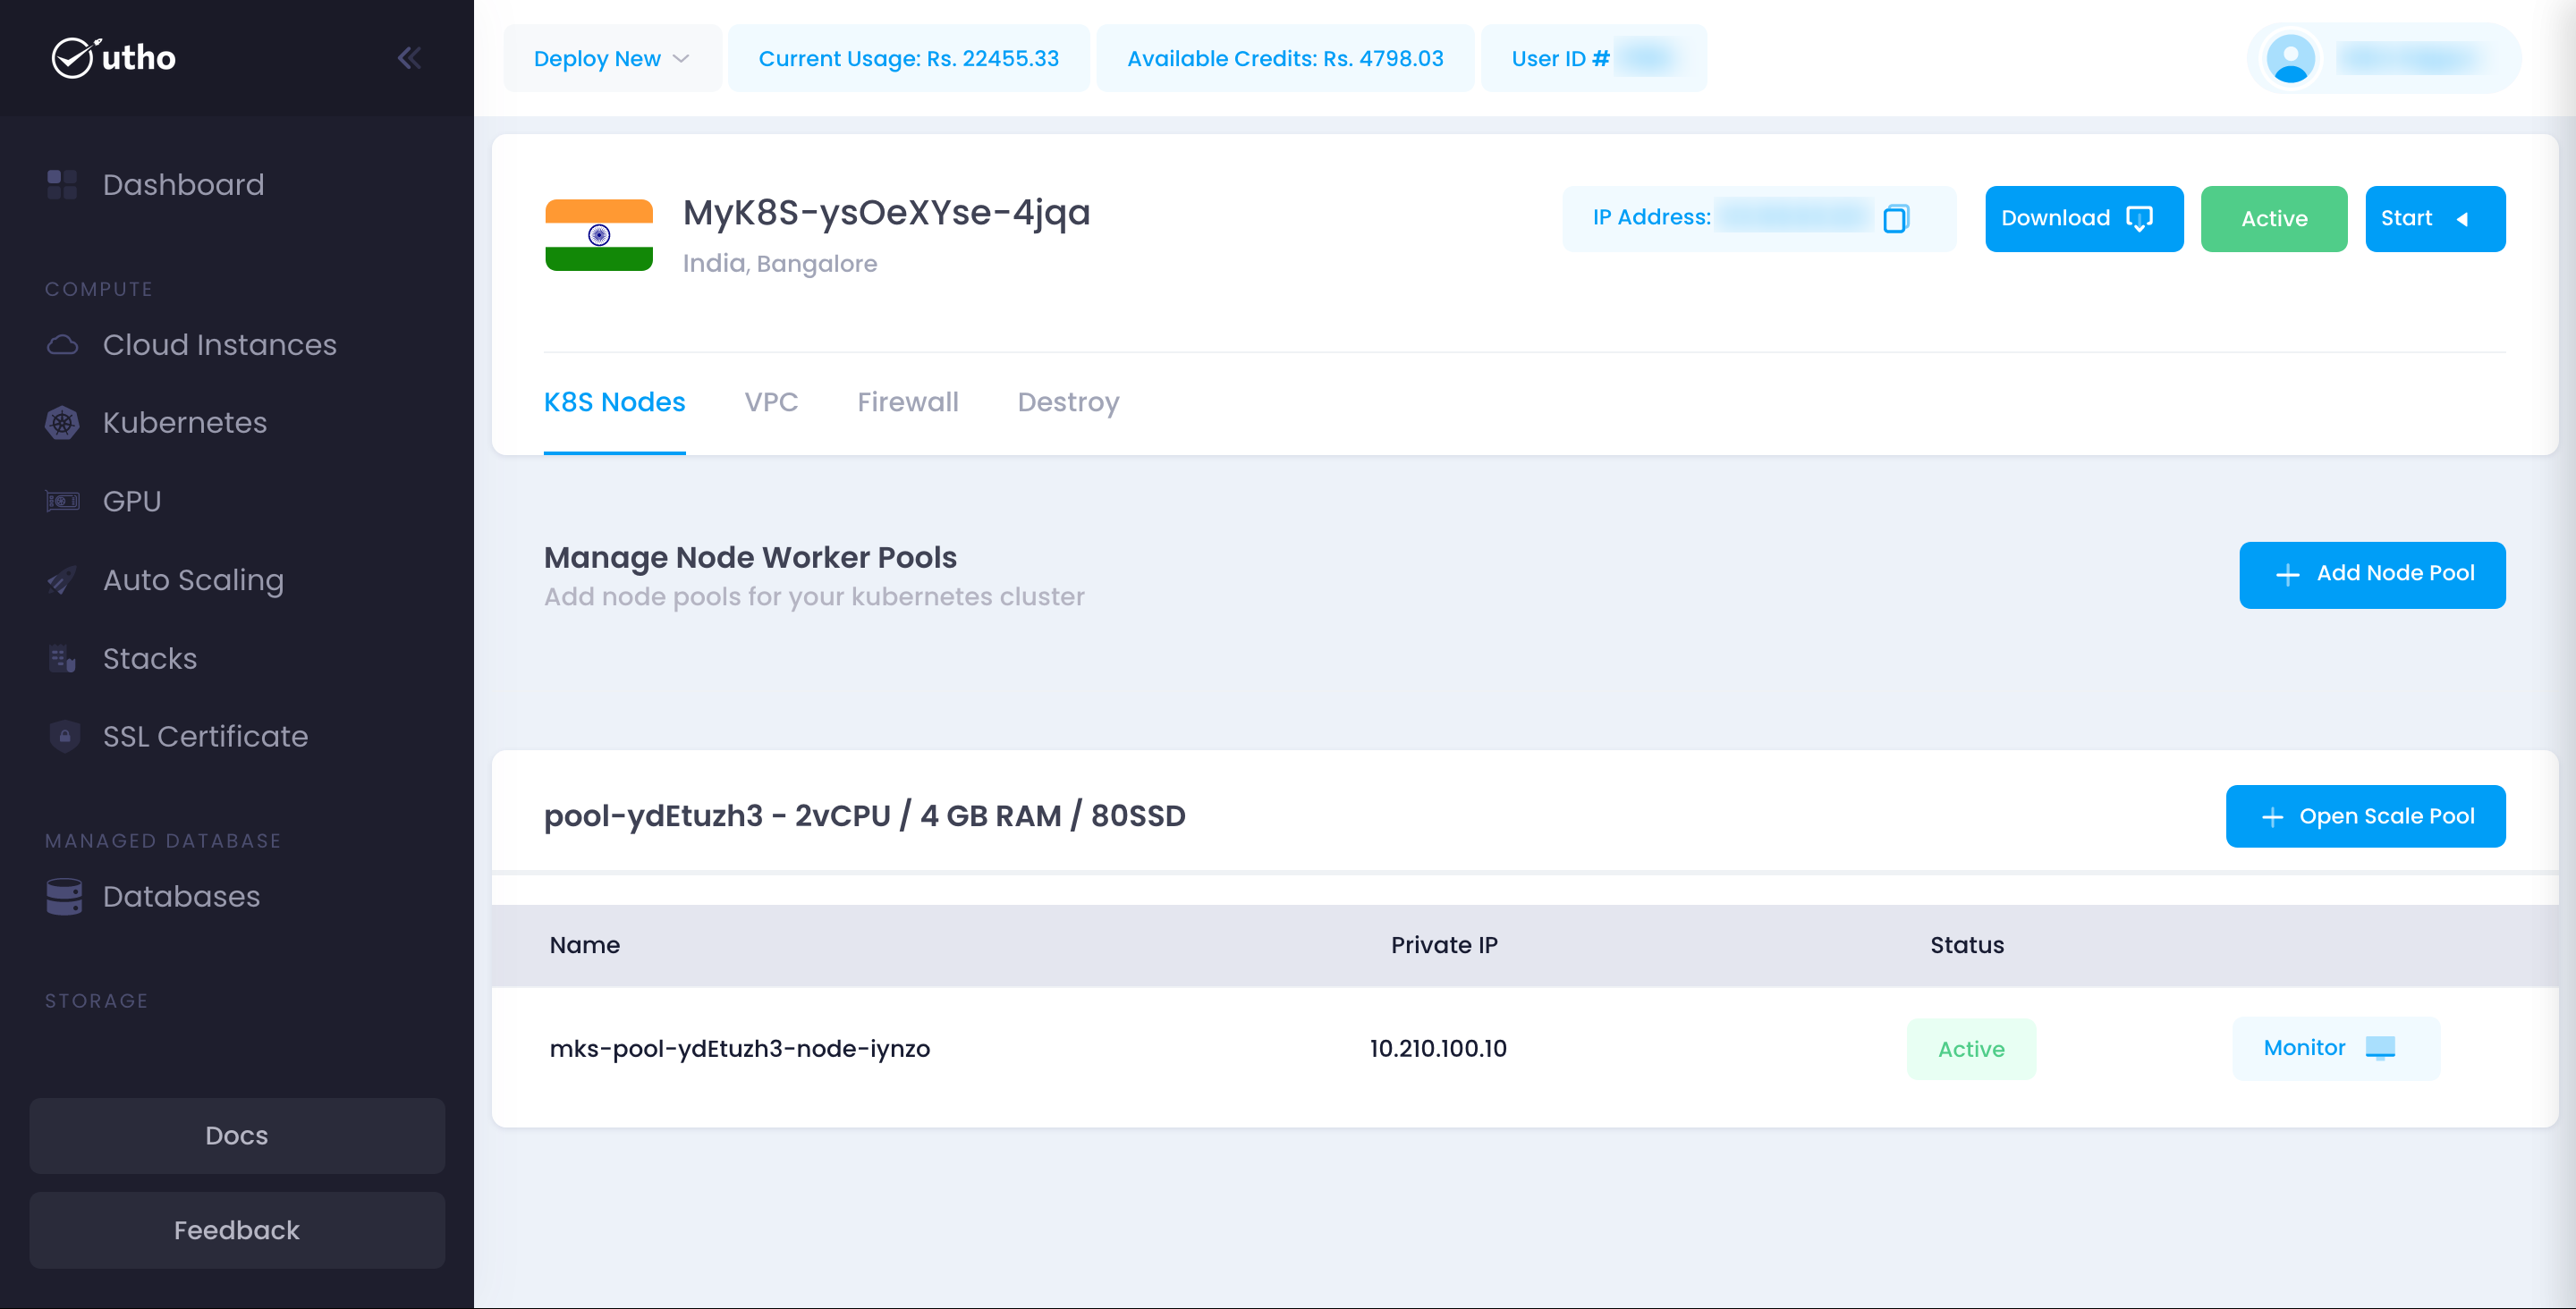 utho
Deploy New
Current Usage: Rs. 22455.33
Available Credits: Rs. 4798.03
User ID #
Dashboard
COMPUTE
Cloud Instances
Kubernetes
GPU
Auto Scaling
Stacks
SSL Certificate
MANAGED DATABASE
Databases
STORAGE
Docs
Feedback
MyK8S-ysOeXYse-4jqa
India, Bangalore
IP Address:
Download
Active
Start
K8S Nodes
VPC
Firewall
Destroy
Manage Node Worker Pools
Add node pools for your kubernetes cluster
Add Node Pool
pool-ydEtuzh3 - 2vCPU / 4 GB RAM / 80SSD
Open Scale Pool
Name
Private IP
Status
mks-pool-ydEtuzh3-node-iynzo
10.210.100.10
Active
Monitor